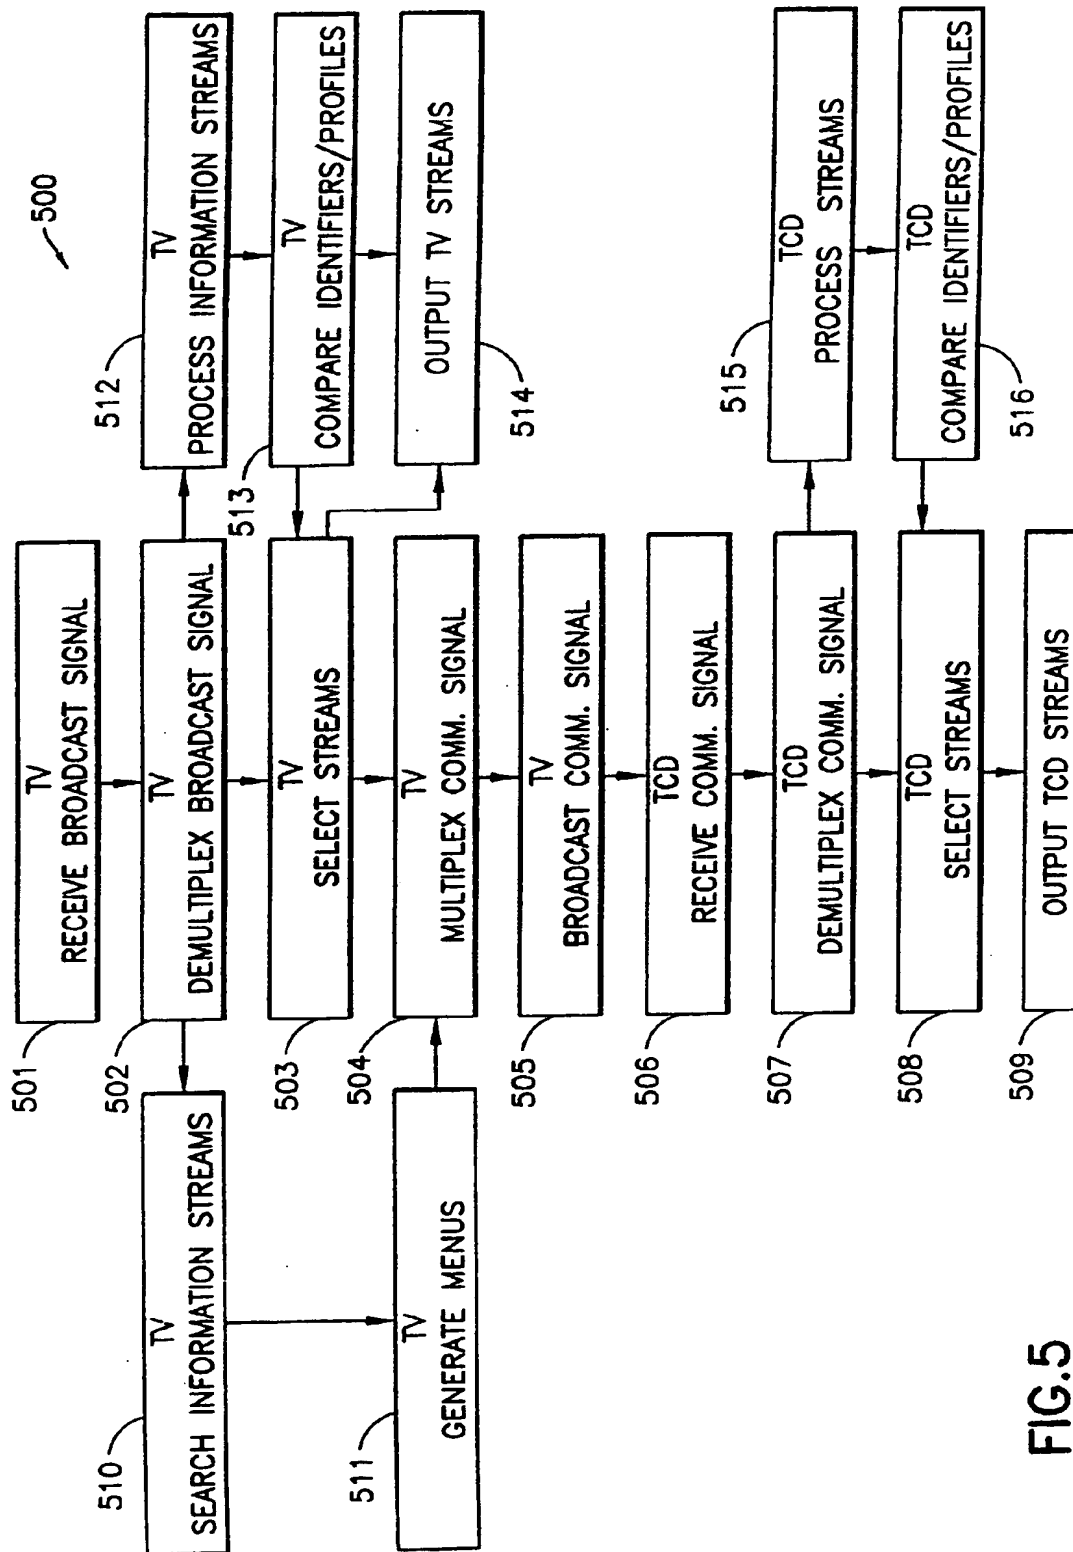 500
501
TV
RECEIVE BROADCAST SIGNAL
502
TV
DEMULTIPLEX BROADCAST SIGNAL
503
TV
SELECT STREAMS
504
TV
MULTIPLEX COMM. SIGNAL
505
TV
BROADCAST COMM. SIGNAL
506
TCD
RECEIVE COMM. SIGNAL
507
TCD
DEMULTIPLEX COMM. SIGNAL
508
TCD
SELECT STREAMS
509
OUTPUT TCD STREAMS
510
TV
SEARCH INFORMATION STREAMS
511
TV
GENERATE MENUS
512
TV
PROCESS INFORMATION STREAMS
513
TV
COMPARE IDENTIFIERS/PROFILES
514
OUTPUT TV STREAMS
515
TCD
PROCESS STREAMS
516
TCD
COMPARE IDENTIFIERS/PROFILES
FIG.5